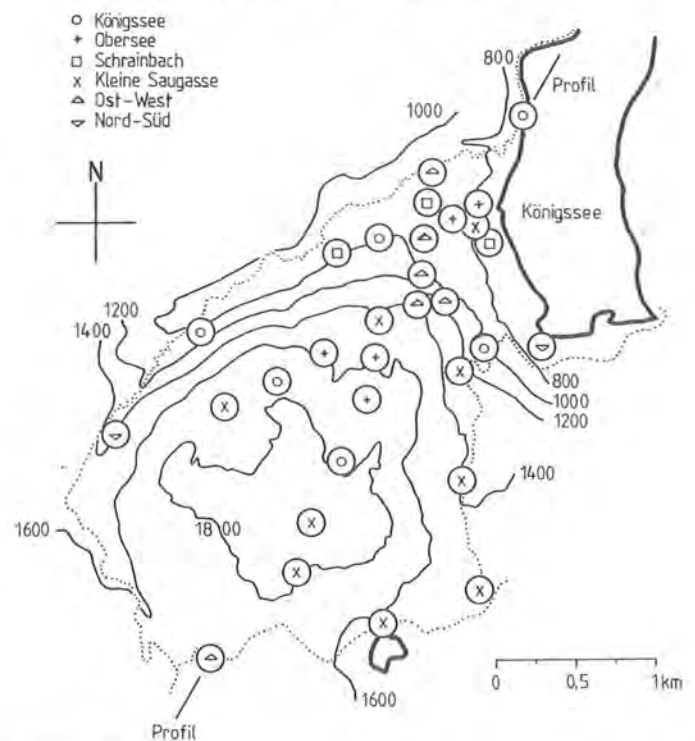 Königssee
Obersee
Schrainbach
Kleine Saugasse
Ost-West
Nord-Süd
N
800
1000
Profil
Königssee
1200
1400
800
1000
1200
1400
1600
1800
0 0,5 1km
1600
Profil